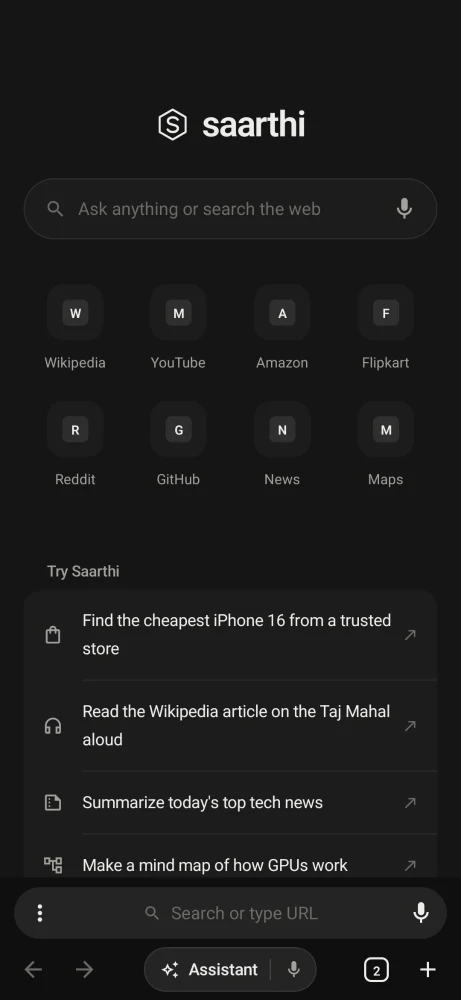 saarthi
Ask anything or search the web
W M A F
Wikipedia YouTube Amazon Flipkart
R G N M
Reddit GitHub News Maps
Try Saarthi
Find the cheapest iPhone 16 from a trusted
store
Read the Wikipedia article on the Taj Mahal
aloud
Summarize today's top tech news
Make a mind map of how GPUs work
Search or type URL
Assistant
2